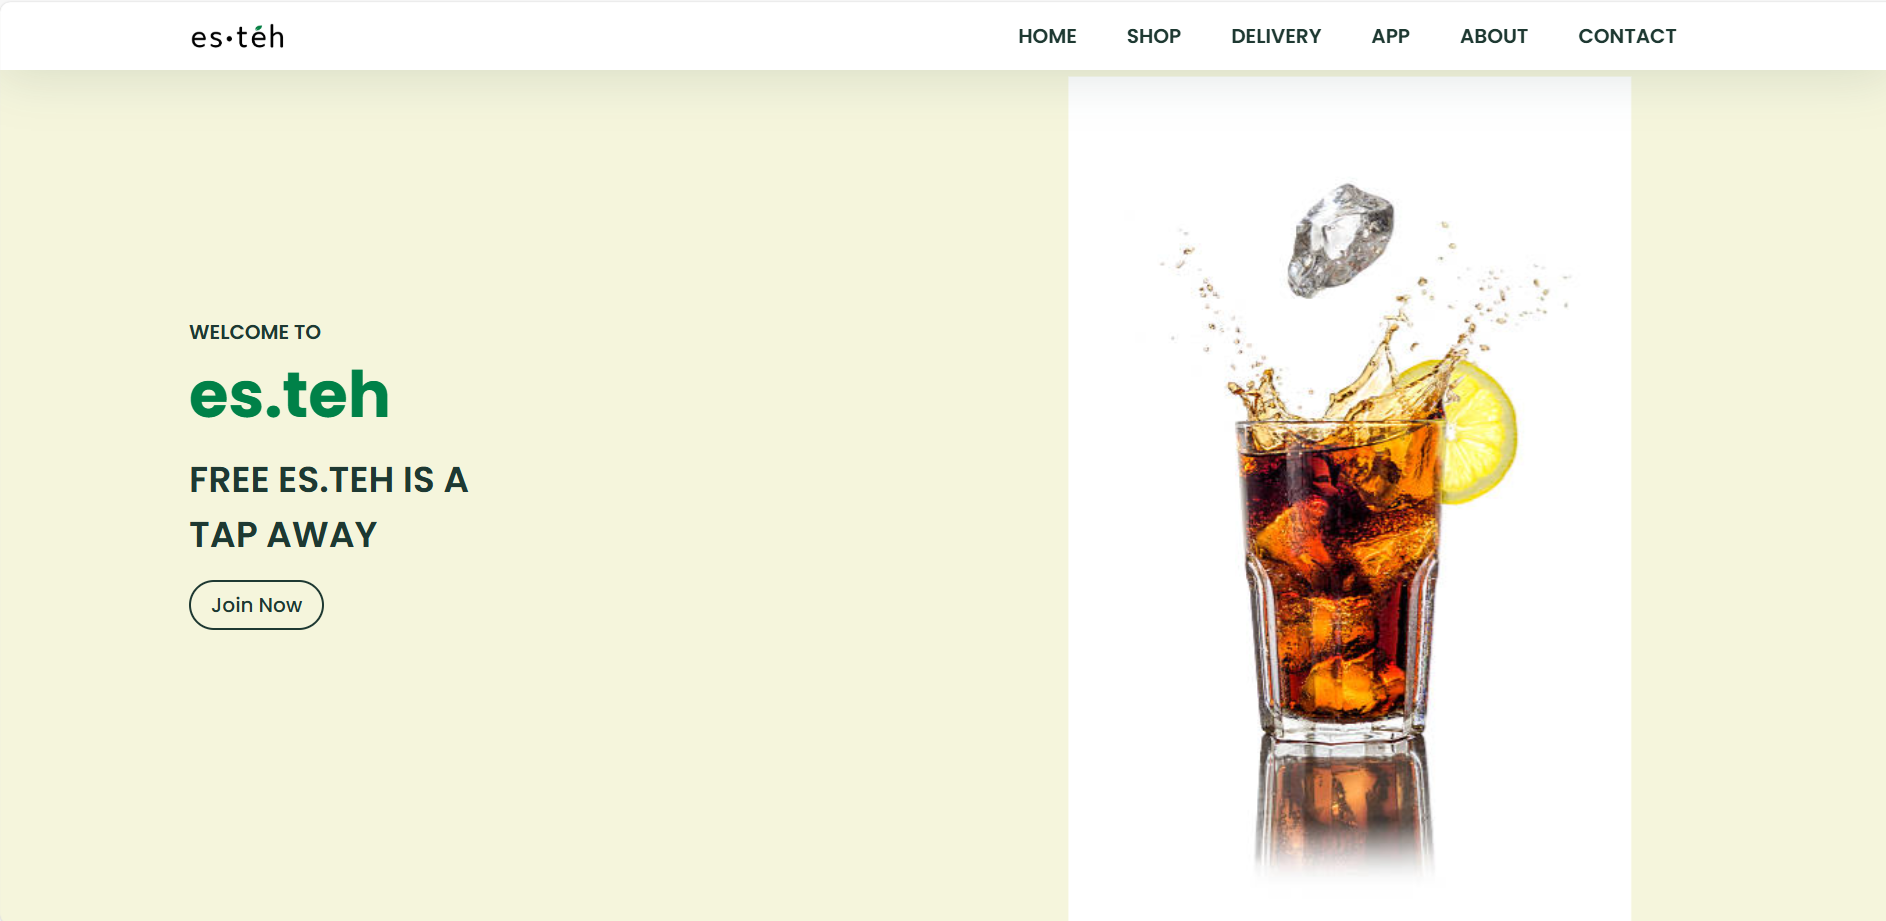 es·téh
HOME SHOP DELIVERY APP ABOUT CONTACT
WELCOME TO
es.teh
FREE ES.TEH IS A
TAP AWAY
Join Now